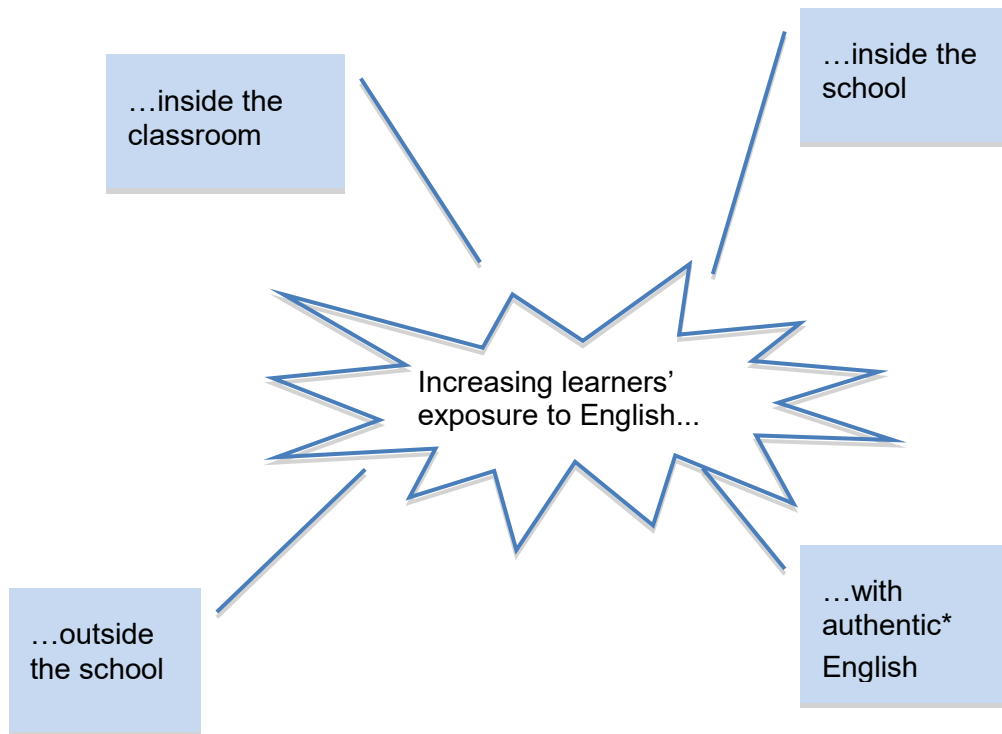 …inside the
classroom
…inside the
school
Increasing learners’
exposure to English...
…outside
the school
…with
authentic*
English